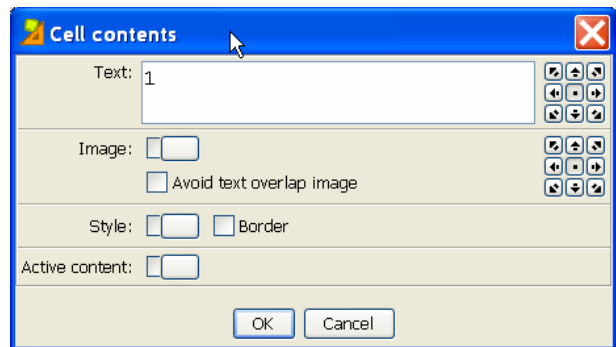 Cell contents
Text: 1
Image:
Avoid text overlap image
Style: Border
Active content:
OK Cancel